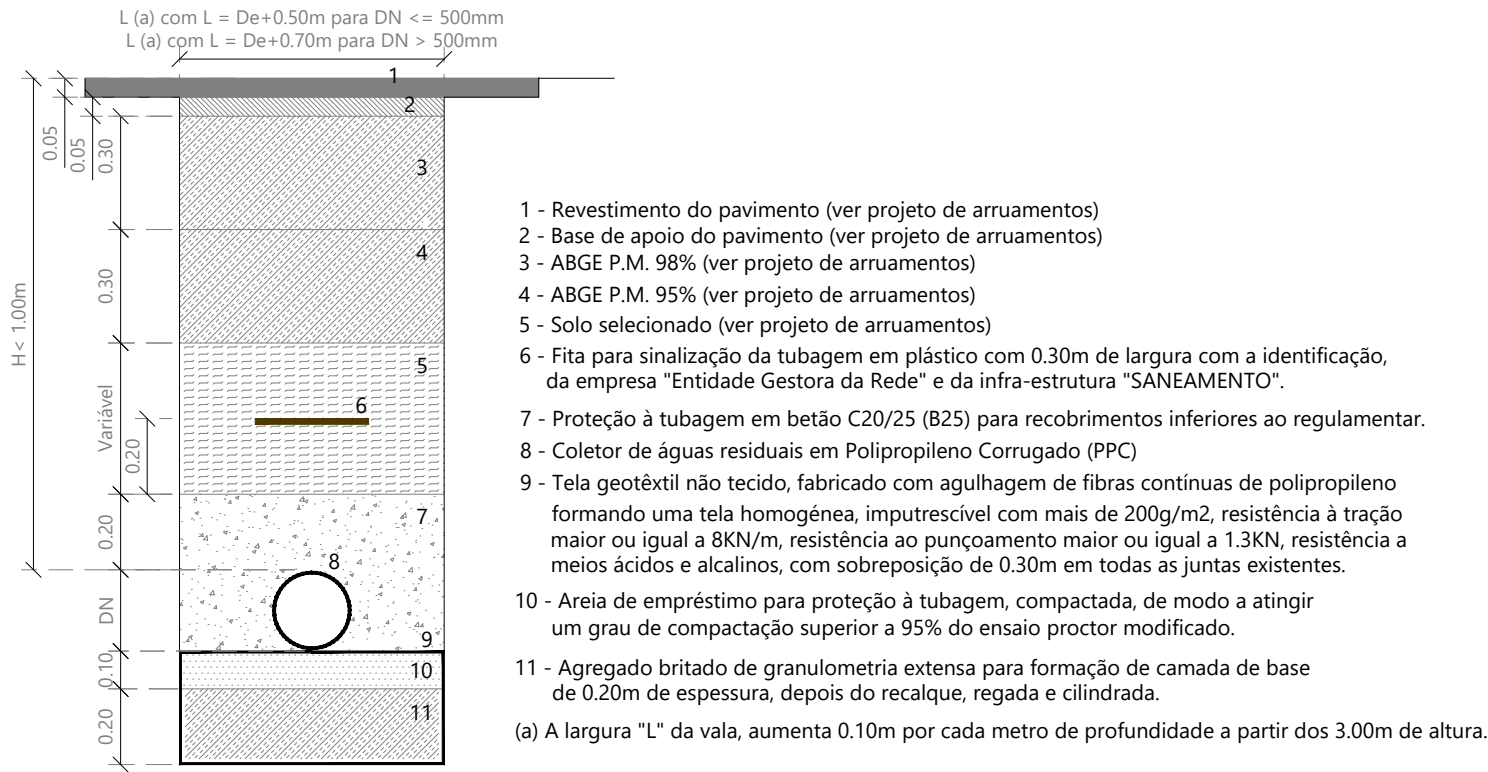 L (a) com L = De+0.50m para DN <= 500mm
L (a) com L = De+0.70m para DN > 500mm
1
2
3
4
5
6
7
8
9
10
11
0.05
0.05
0.30
0.30
H < 1.00m
Variável
0.20
0.20
DN
0.10
0.20
1 - Revestimento do pavimento (ver projeto de arruamentos)
2 - Base de apoio do pavimento (ver projeto de arruamentos)
3 - ABGE P.M. 98% (ver projeto de arruamentos)
4 - ABGE P.M. 95% (ver projeto de arruamentos)
5 - Solo selecionado (ver projeto de arruamentos)
6 - Fita para sinalização da tubagem em plástico com 0.30m de largura com a identificação,
da empresa "Entidade Gestora da Rede" e da infra-estrutura "SANEAMENTO".
7 - Proteção à tubagem em betão C20/25 (B25) para recobrimentos inferiores ao regulamentar.
8 - Coletor de águas residuais em Polipropileno Corrugado (PPC)
9 - Tela geotêxtil não tecido, fabricado com agulhagem de fibras contínuas de polipropileno
formando uma tela homogénea, imputrescível com mais de 200g/m2, resistência à tração
maior ou igual a 8KN/m, resistência ao punçoamento maior ou igual a 1.3KN, resistência a
meios ácidos e alcalinos, com sobreposição de 0.30m em todas as juntas existentes.
10 - Areia de empréstimo para proteção à tubagem, compactada, de modo a atingir
um grau de compactação superior a 95% do ensaio proctor modificado.
11 - Agregado britado de granulometria extensa para formação de camada de base
de 0.20m de espessura, depois do recalque, regada e cilindrada.
(a) A largura "L" da vala, aumenta 0.10m por cada metro de profundidade a partir dos 3.00m de altura.